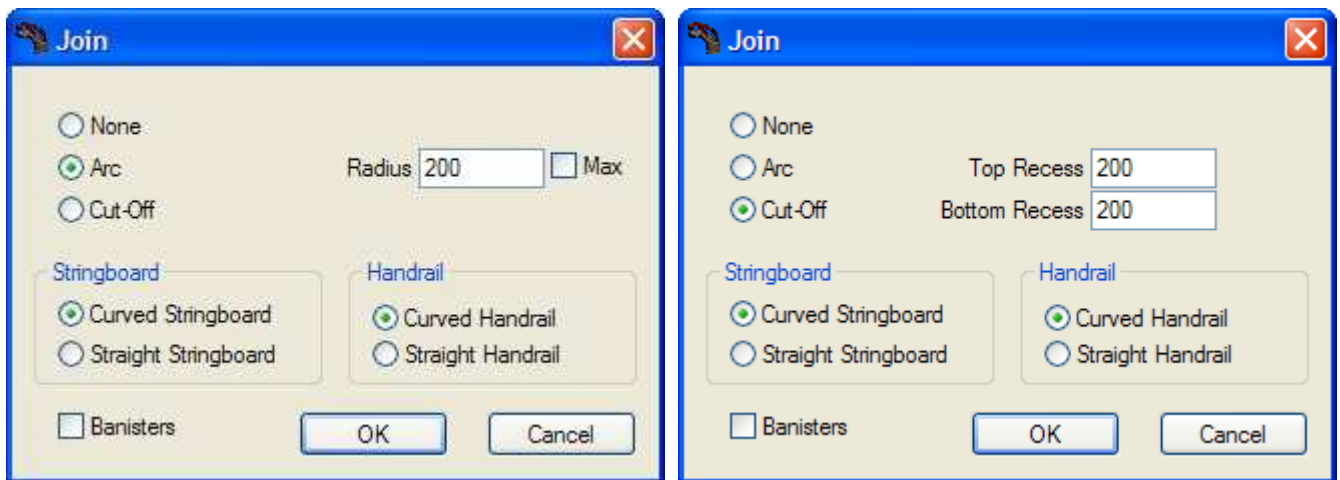 Join
None
Arc
Radius 200 Max
Cut-Off
Stringboard
Curved Stringboard
Straight Stringboard
Handrail
Curved Handrail
Straight Handrail
Banisters
OK
Cancel
Join
None
Arc
Top Recess 200
Cut-Off
Bottom Recess 200
Stringboard
Curved Stringboard
Straight Stringboard
Handrail
Curved Handrail
Straight Handrail
Banisters
OK
Cancel